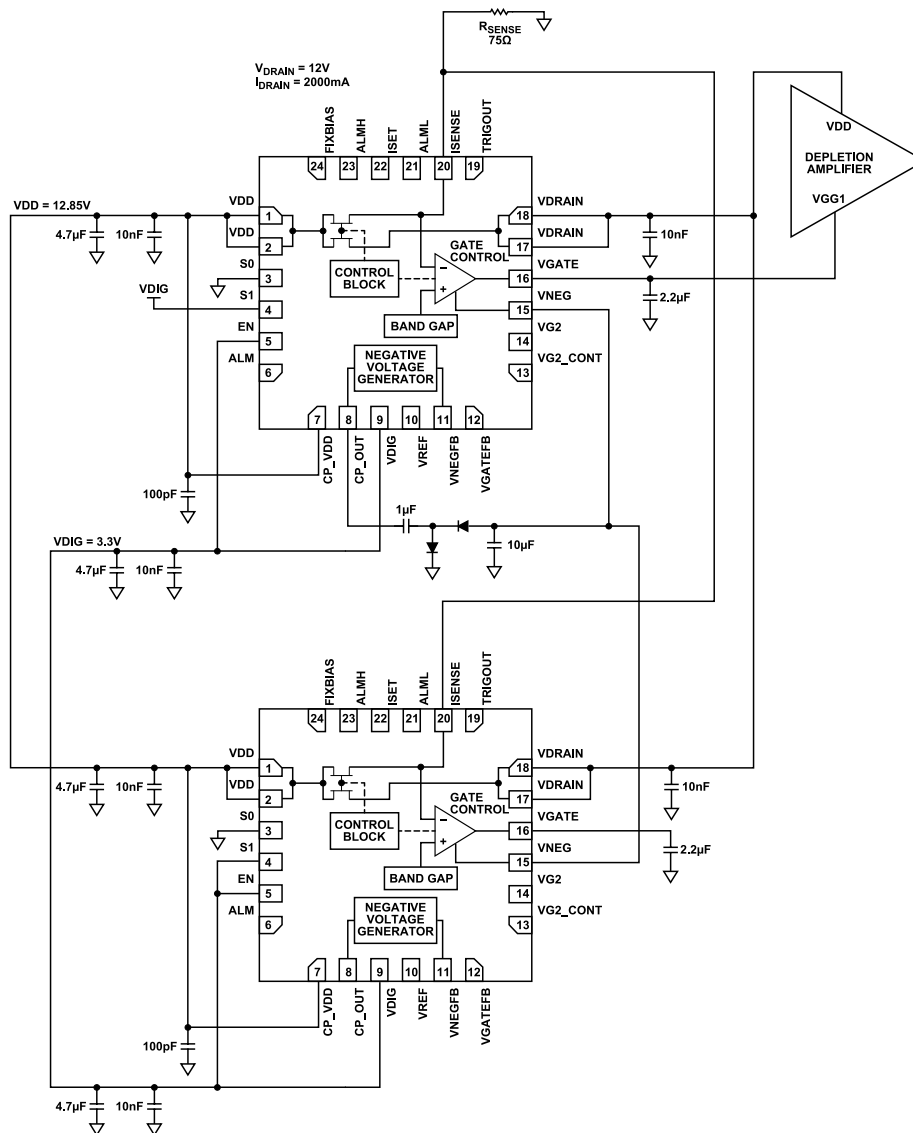 RSENSE
75Ω
VDRAIN = 12V
IDRAIN = 2000mA
FIXBIAS
ALMH
ISET
ALML
ISENSE
TRIGOUT
24
23
22
21
20
19
VDD
DEPLETION
AMPLIFIER
VGG1
VDD = 12.85V
4.7µF
10nF
VDD
1
VDD
2
S0
3
S1
VDIG
4
EN
5
ALM
6
CONTROL
BLOCK
GATE
CONTROL
–
+
BAND GAP
NEGATIVE
VOLTAGE
GENERATOR
VDRAIN
18
VDRAIN
17
VGATE
16
VNEG
15
VG2
14
VG2_CONT
13
10nF
2.2µF
7
8
9
10
11
12
CP_VDD
CP_OUT
VDIG
VREF
VNEGFB
VGATEFB
100pF
1µF
10µF
VDIG = 3.3V
4.7µF
10nF
FIXBIAS
ALMH
ISET
ALML
ISENSE
TRIGOUT
24
23
22
21
20
19
4.7µF
10nF
VDD
1
VDD
2
S0
3
S1
4
EN
5
ALM
6
CONTROL
BLOCK
GATE
CONTROL
–
+
BAND GAP
NEGATIVE
VOLTAGE
GENERATOR
VDRAIN
18
VDRAIN
17
VGATE
16
VNEG
15
VG2
14
VG2_CONT
13
10nF
2.2µF
7
8
9
10
11
12
CP_VDD
CP_OUT
VDIG
VREF
VNEGFB
VGATEFB
100pF
4.7µF
10nF